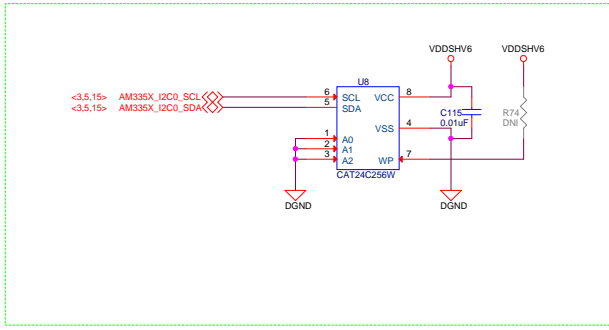 VDDSHV6
VDDSHV6
U8
<3,5,15> AM335X_I2C0_SCL
6
SCL
VCC
8
<3,5,15> AM335X_I2C0_SDA
5
SDA
C115
0.01uF
R74
DNI
VSS
4
1
A0
2
A1
3
A2
WP
7
CAT24C256W
DGND
DGND